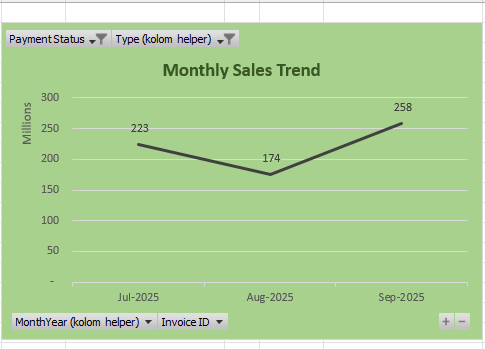 Payment Status Type (kolom helper)
Monthly Sales Trend
Millions
300
250
200
150
100
50
-
223
174
258
Jul-2025 Aug-2025 Sep-2025
MonthYear (kolom helper) Invoice ID
+ -